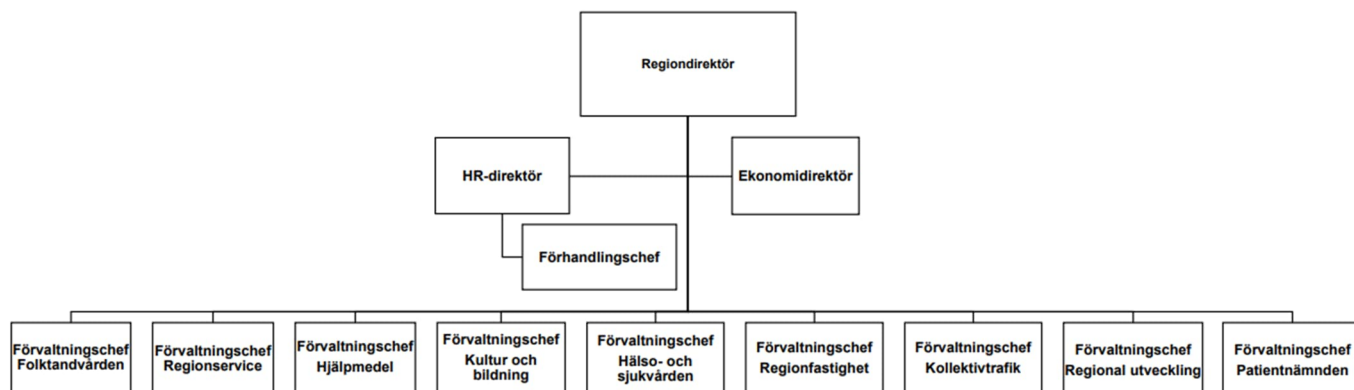 Regiondirektör
HR-direktör
Ekonomidirektör
Förhandlingschef
Förvaltningschef
Folktandvården
Förvaltningschef
Regionservice
Förvaltningschef
Hjälpmedel
Förvaltningschef
Kultur och
bildning
Förvaltningschef
Hälso- och
sjukvården
Förvaltningschef
Regionfastighet
Förvaltningschef
Kollektivtrafik
Förvaltningschef
Regional utveckling
Förvaltningschef
Patientnämnden